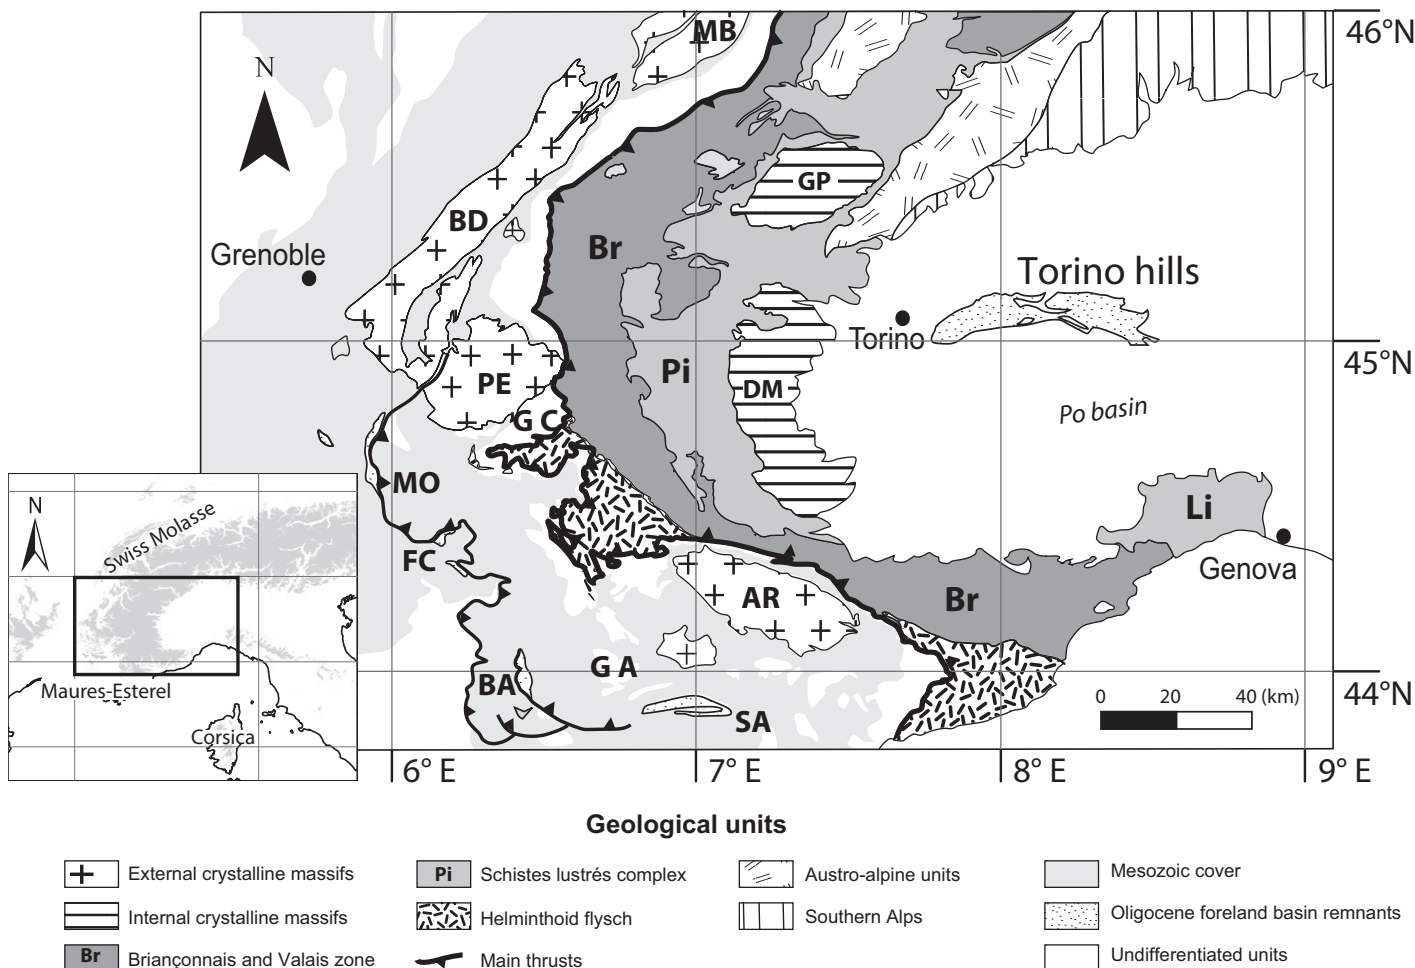 46°N
MB
N
GP
BD
Br
Grenoble
Torino hills
Torino
45°N
Pi
PE
DM
Po basin
G C
MO
Li
N
Swiss Molasse
FC
Genova
AR
Br
G A
BA
Maures-Esterel
0 20 40 (km)
44°N
SA
Corsica
6° E
7° E
8° E
9° E
Geological units
External crystalline massifs
Pi Schistes lustrés complex
Austro-alpine units
Mesozoic cover
Internal crystalline massifs
Helminthoid flysch
Southern Alps
Oligocene foreland basin remnants
Br Briançonnais and Valais zone
Main thrusts
Undifferentiated units